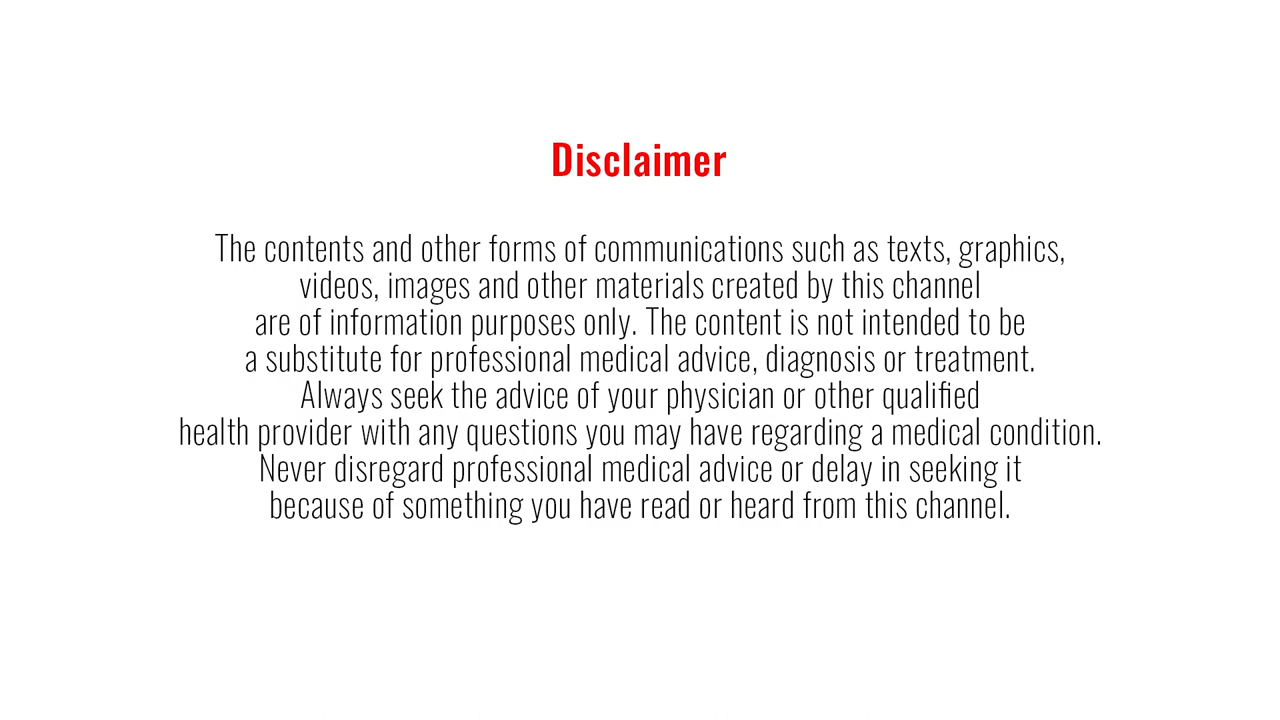 Disclaimer
The contents and other forms of communications such as texts, graphics,
videos, images and other materials created by this channel
are of information purposes only. The content is not intended to be
a substitute for professional medical advice, diagnosis or treatment.
Always seek the advice of your physician or other qualified
health provider with any questions you may have regarding a medical condition.
Never disregard professional medical advice or delay in seeking it
because of something you have read or heard from this channel.